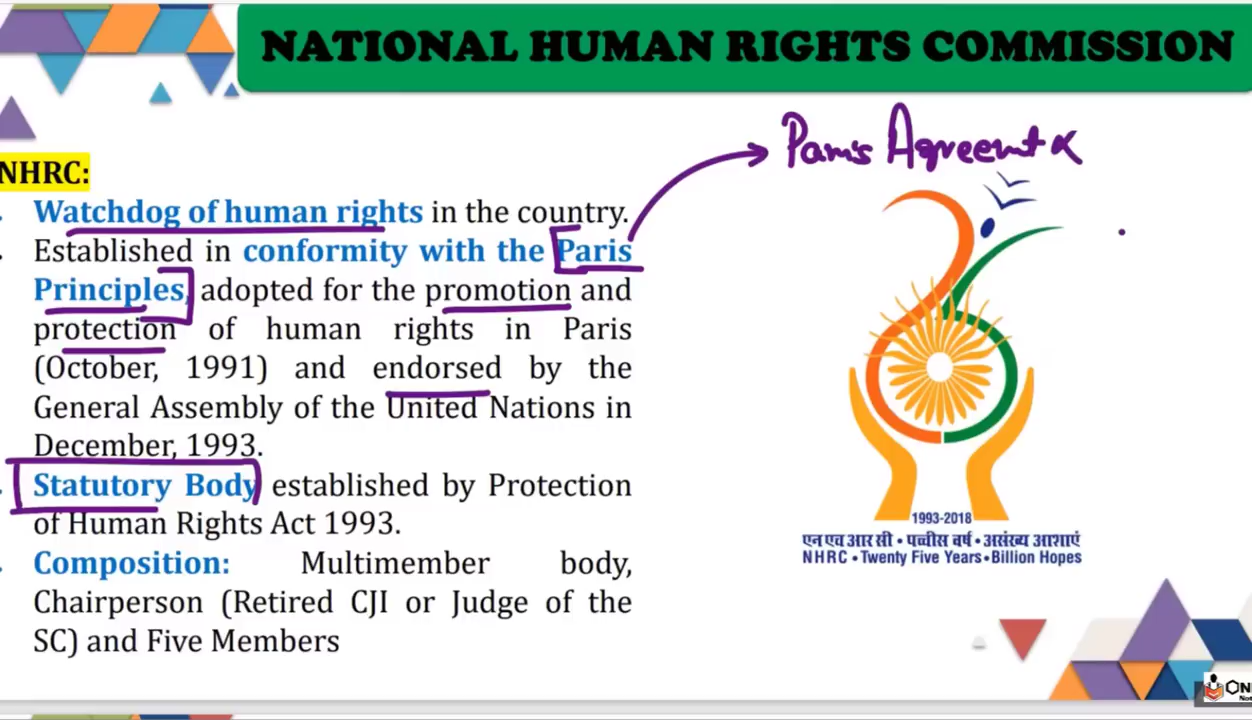 NATIONAL HUMAN RIGHTS COMMISSION
Paris Agreemnt x
NHRC:
Watchdog of human rights in the country.
Established in conformity with the Paris
Principles, adopted for the promotion and
protection of human rights in Paris
(October, 1991) and endorsed by the
General Assembly of the United Nations in
December, 1993.
Statutory Body established by Protection
of Human Rights Act 1993.
Composition: Multimember body,
Chairperson (Retired CJI or Judge of the
SC) and Five Members
1993-2018
एन एच आर सी • पच्चीस वर्ष • असंख्य आशाएं
NHRC • Twenty Five Years • Billion Hopes